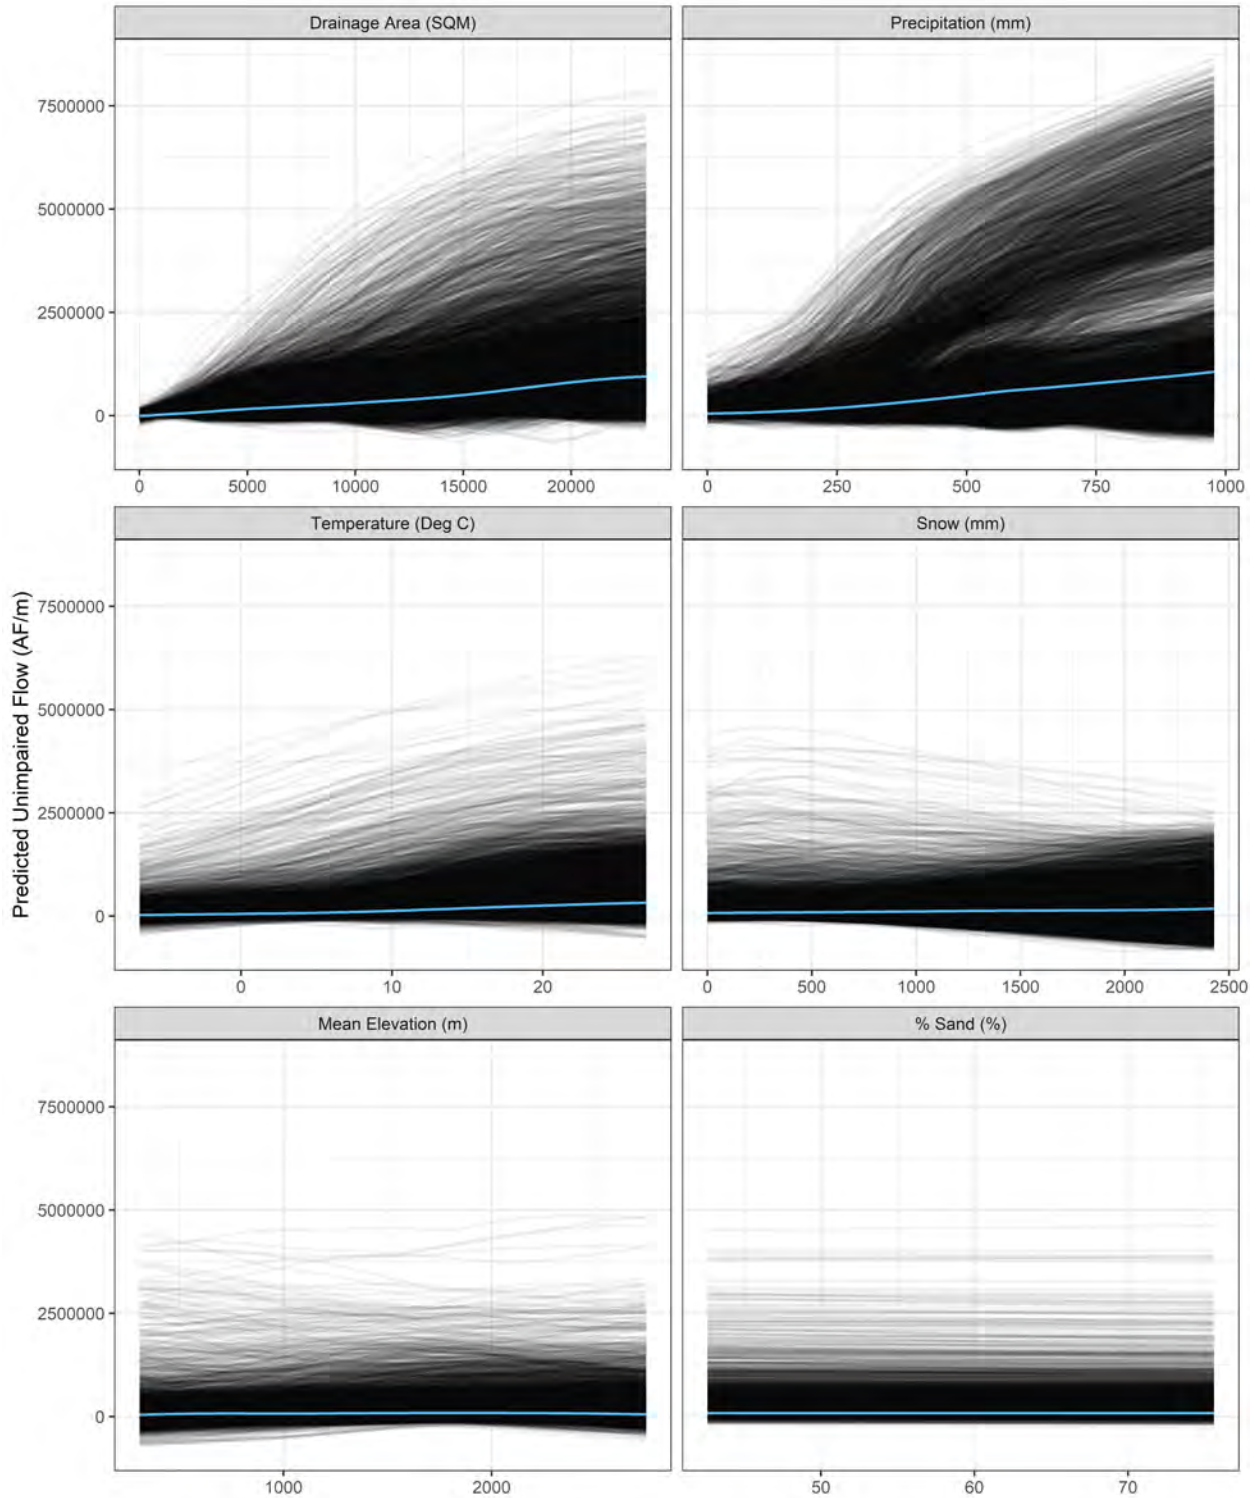 Drainage Area (SQM) Precipitation (mm)
7500000
5000000
2500000
0
0 5000 10000 15000 20000 0 250 500 750 1000
Temperature (Deg C) Snow (mm)
Predicted Unimpaired Flow (AF/m)
7500000
5000000
2500000
0
0 10 20 0 500 1000 1500 2000 2500
Mean Elevation (m) % Sand (%)
7500000
5000000
2500000
0
1000 2000 50 60 70